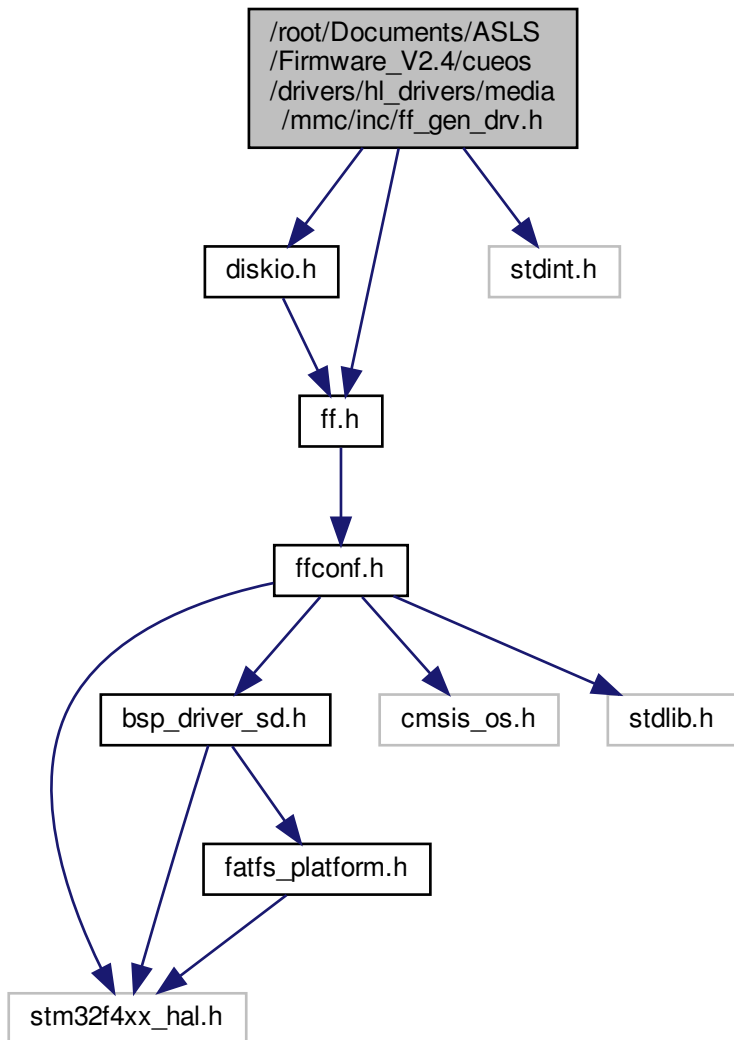 /root/Documents/ASLS
/Firmware_V2.4/cueos
/drivers/hl_drivers/media
/mmc/inc/ff_gen_drv.h
diskio.h
stdint.h
ff.h
ffconf.h
bsp_driver_sd.h
cmsis_os.h
stdlib.h
fatfs_platform.h
stm32f4xx_hal.h